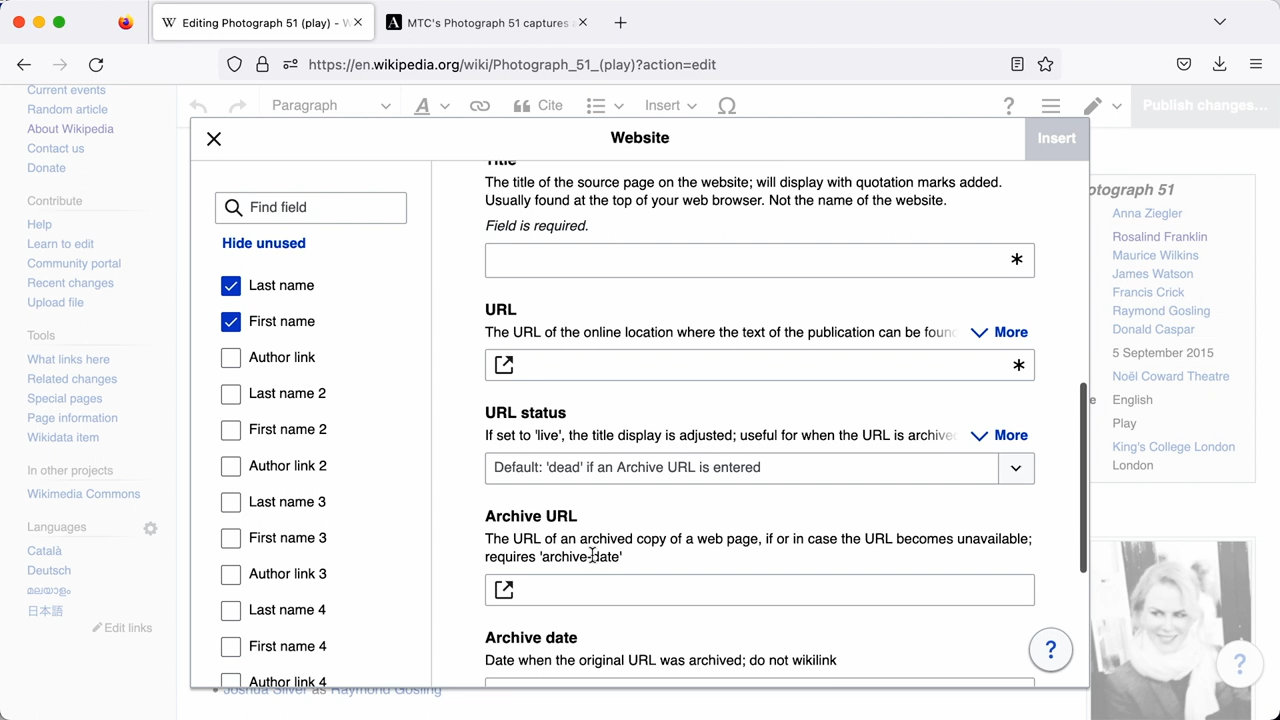 Editing Photograph 51 (play) - W
MTC's Photograph 51 captures a
https://en.wikipedia.org/wiki/Photograph_51_(play)?action=edit
Current events
Random article
About Wikipedia
Contact us
Donate
Contribute
Help
Learn to edit
Community portal
Recent changes
Upload file
Tools
What links here
Related changes
Special pages
Page information
Wikidata item
In other projects
Wikimedia Commons
Languages
Català
Deutsch
മലയാളം
日本語
Edit links
Paragraph
A
Cite
Insert
Ω
?
Publish changes...
Website
Insert
Find field
Hide unused
Last name
First name
Author link
Last name 2
First name 2
Author link 2
Last name 3
First name 3
Author link 3
Last name 4
First name 4
Author link 4
Title
The title of the source page on the website; will display with quotation marks added.
Usually found at the top of your web browser. Not the name of the website.
Field is required.
URL
The URL of the online location where the text of the publication can be foun
More
URL status
If set to 'live', the title display is adjusted; useful for when the URL is archive
More
Default: 'dead' if an Archive URL is entered
Archive URL
The URL of an archived copy of a web page, if or in case the URL becomes unavailable;
requires 'archive-date'
Archive date
Date when the original URL was archived; do not wikilink
?
otograph 51
Anna Ziegler
Rosalind Franklin
Maurice Wilkins
James Watson
Francis Crick
Raymond Gosling
Donald Caspar
5 September 2015
Noël Coward Theatre
e English
Play
King's College London
London
?
Joshua Silver as Raymond Gosling